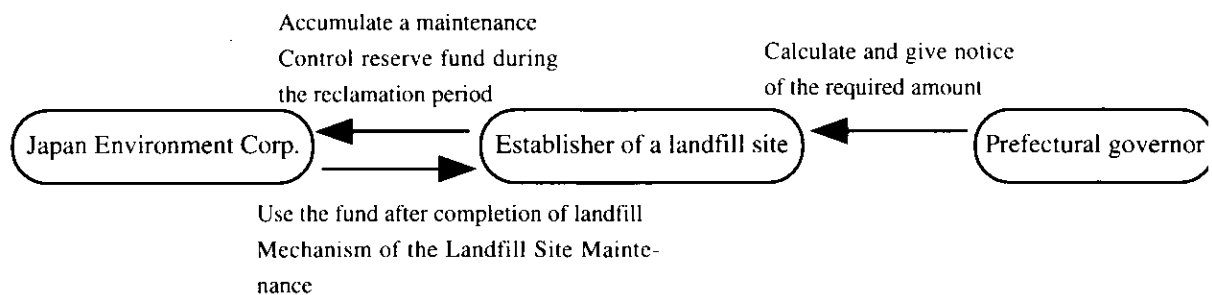 Accumulate a maintenance
Control reserve fund during
the reclamation period
Calculate and give notice
of the required amount
Japan Environment Corp.
Establisher of a landfill site
Prefectural governor
Use the fund after completion of landfill
Mechanism of the Landfill Site Mainte-
nance